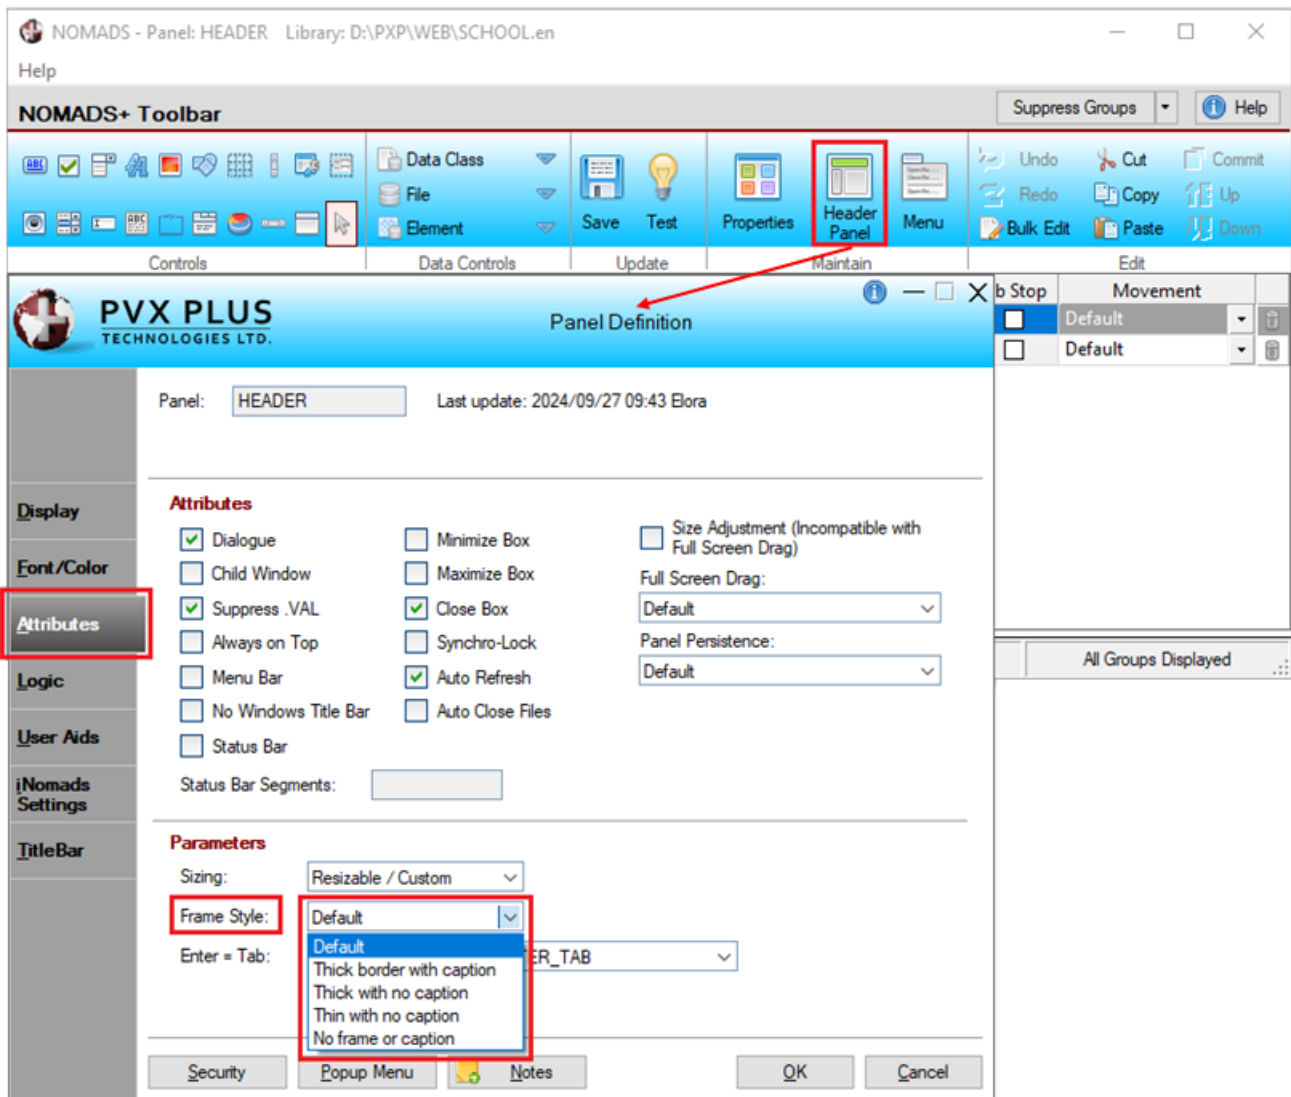 NOMADS - Panel: HEADER Library: D:\PXP\WEB\SCHOOL.en
Help
NOMADS+ Toolbar
Suppress Groups
Help
Data Class
File
Element
Save
Test
Properties
Header
Panel
Menu
Undo
Redo
Bulk Edit
Cut
Copy
Paste
Commit
Up
Down
Controls
Data Controls
Update
Maintain
Edit
PVX PLUS
TECHNOLOGIES LTD.
Panel Definition
b Stop
Movement
Default
Default
All Groups Displayed
Panel:
HEADER
Last update: 2024/09/27 09:43 Elora
Display
Font/Color
Attributes
Logic
User Aids
iNomads
Settings
TitleBar
Attributes
Dialogue
Child Window
Suppress .VAL
Always on Top
Menu Bar
No Windows Title Bar
Status Bar
Status Bar Segments:
Minimize Box
Maximize Box
Close Box
Synchro-Lock
Auto Refresh
Auto Close Files
Size Adjustment (Incompatible with
Full Screen Drag)
Full Screen Drag:
Default
Panel Persistence:
Default
Parameters
Sizing:
Resizable / Custom
Frame Style:
Default
Enter = Tab:
ER_TAB
Default
Thick border with caption
Thick with no caption
Thin with no caption
No frame or caption
Security
Popup Menu
Notes
OK
Cancel